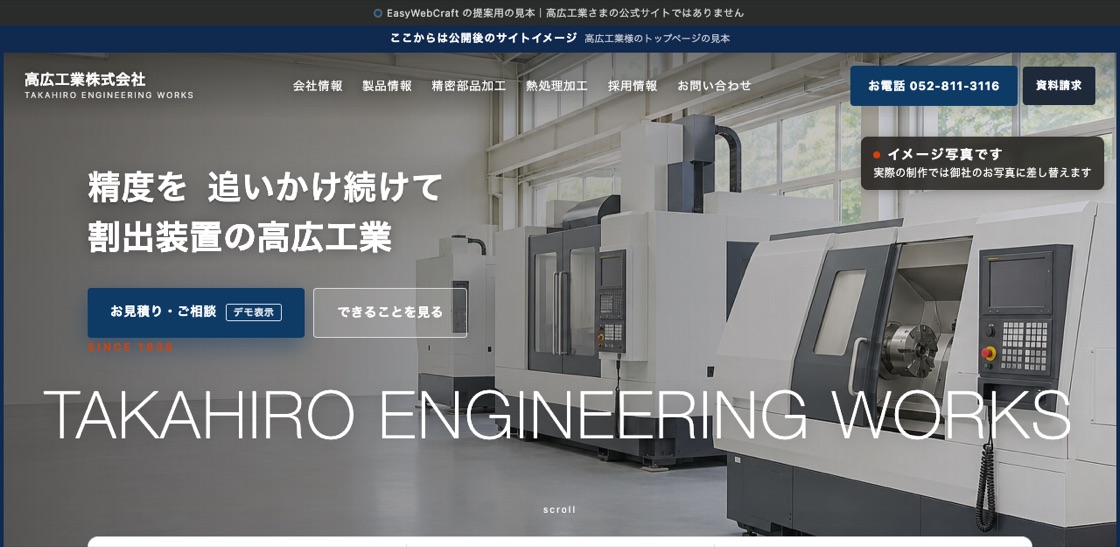 EasyWebCraft の提案用の見本｜高広工業さまの公式サイトではありません
ここからは公開後のサイトイメージ 高広工業様のトップページの見本
高広工業株式会社
TAKAHIRO ENGINEERING WORKS
会社情報 製品情報 精密部品加工 熱処理加工 採用情報 お問い合わせ
お電話 052-811-3116
資料請求
イメージ写真です
実際の制作では御社のお写真に差し替えます
精度を 追いかけ続けて
割出装置の高広工業
お見積り・ご相談 デモ表示
できることを見る
SINCE
TAKAHIRO ENGINEERING WORKS
scroll